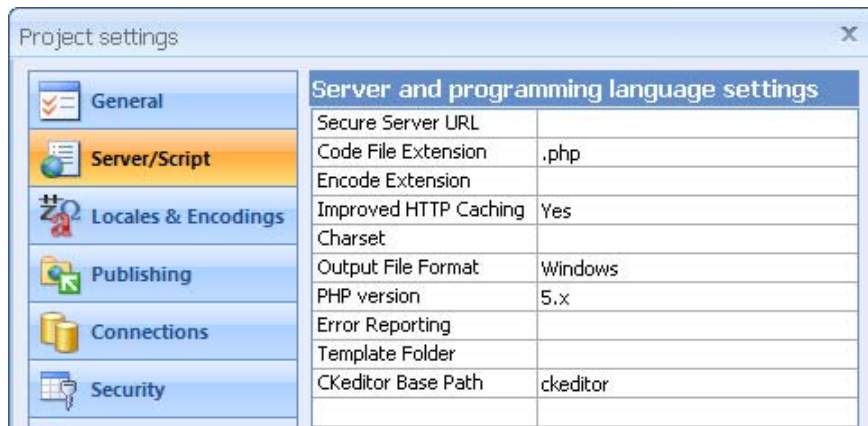 Project settings
General
Server/Script
Locales & Encodings
Publishing
Connections
Security
Server and programming language settings
Secure Server URL
Code File Extension .php
Encode Extension
Improved HTTP Caching Yes
Charset
Output File Format Windows
PHP version 5.x
Error Reporting
Template Folder
CKeditor Base Path ckeditor